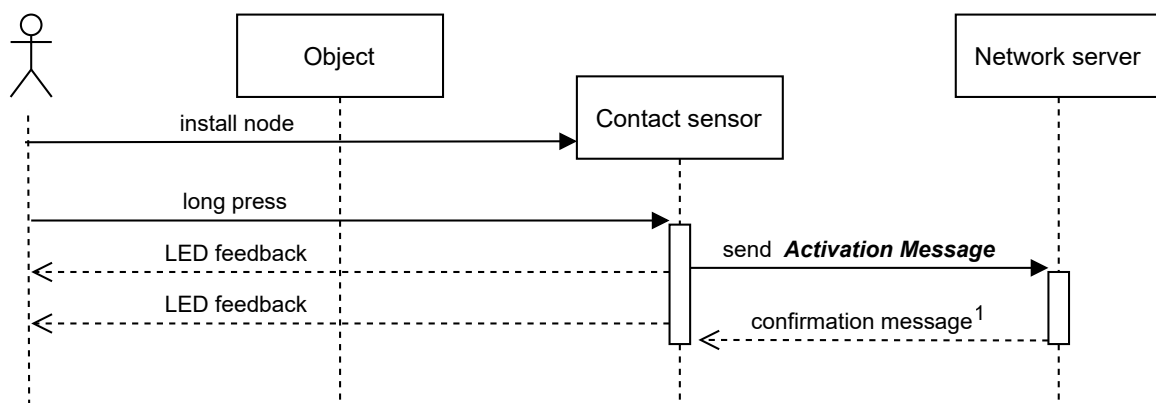 Object
Network server
Contact sensor
install node
long press
LED feedback
send Activation Message
LED feedback
confirmation message¹